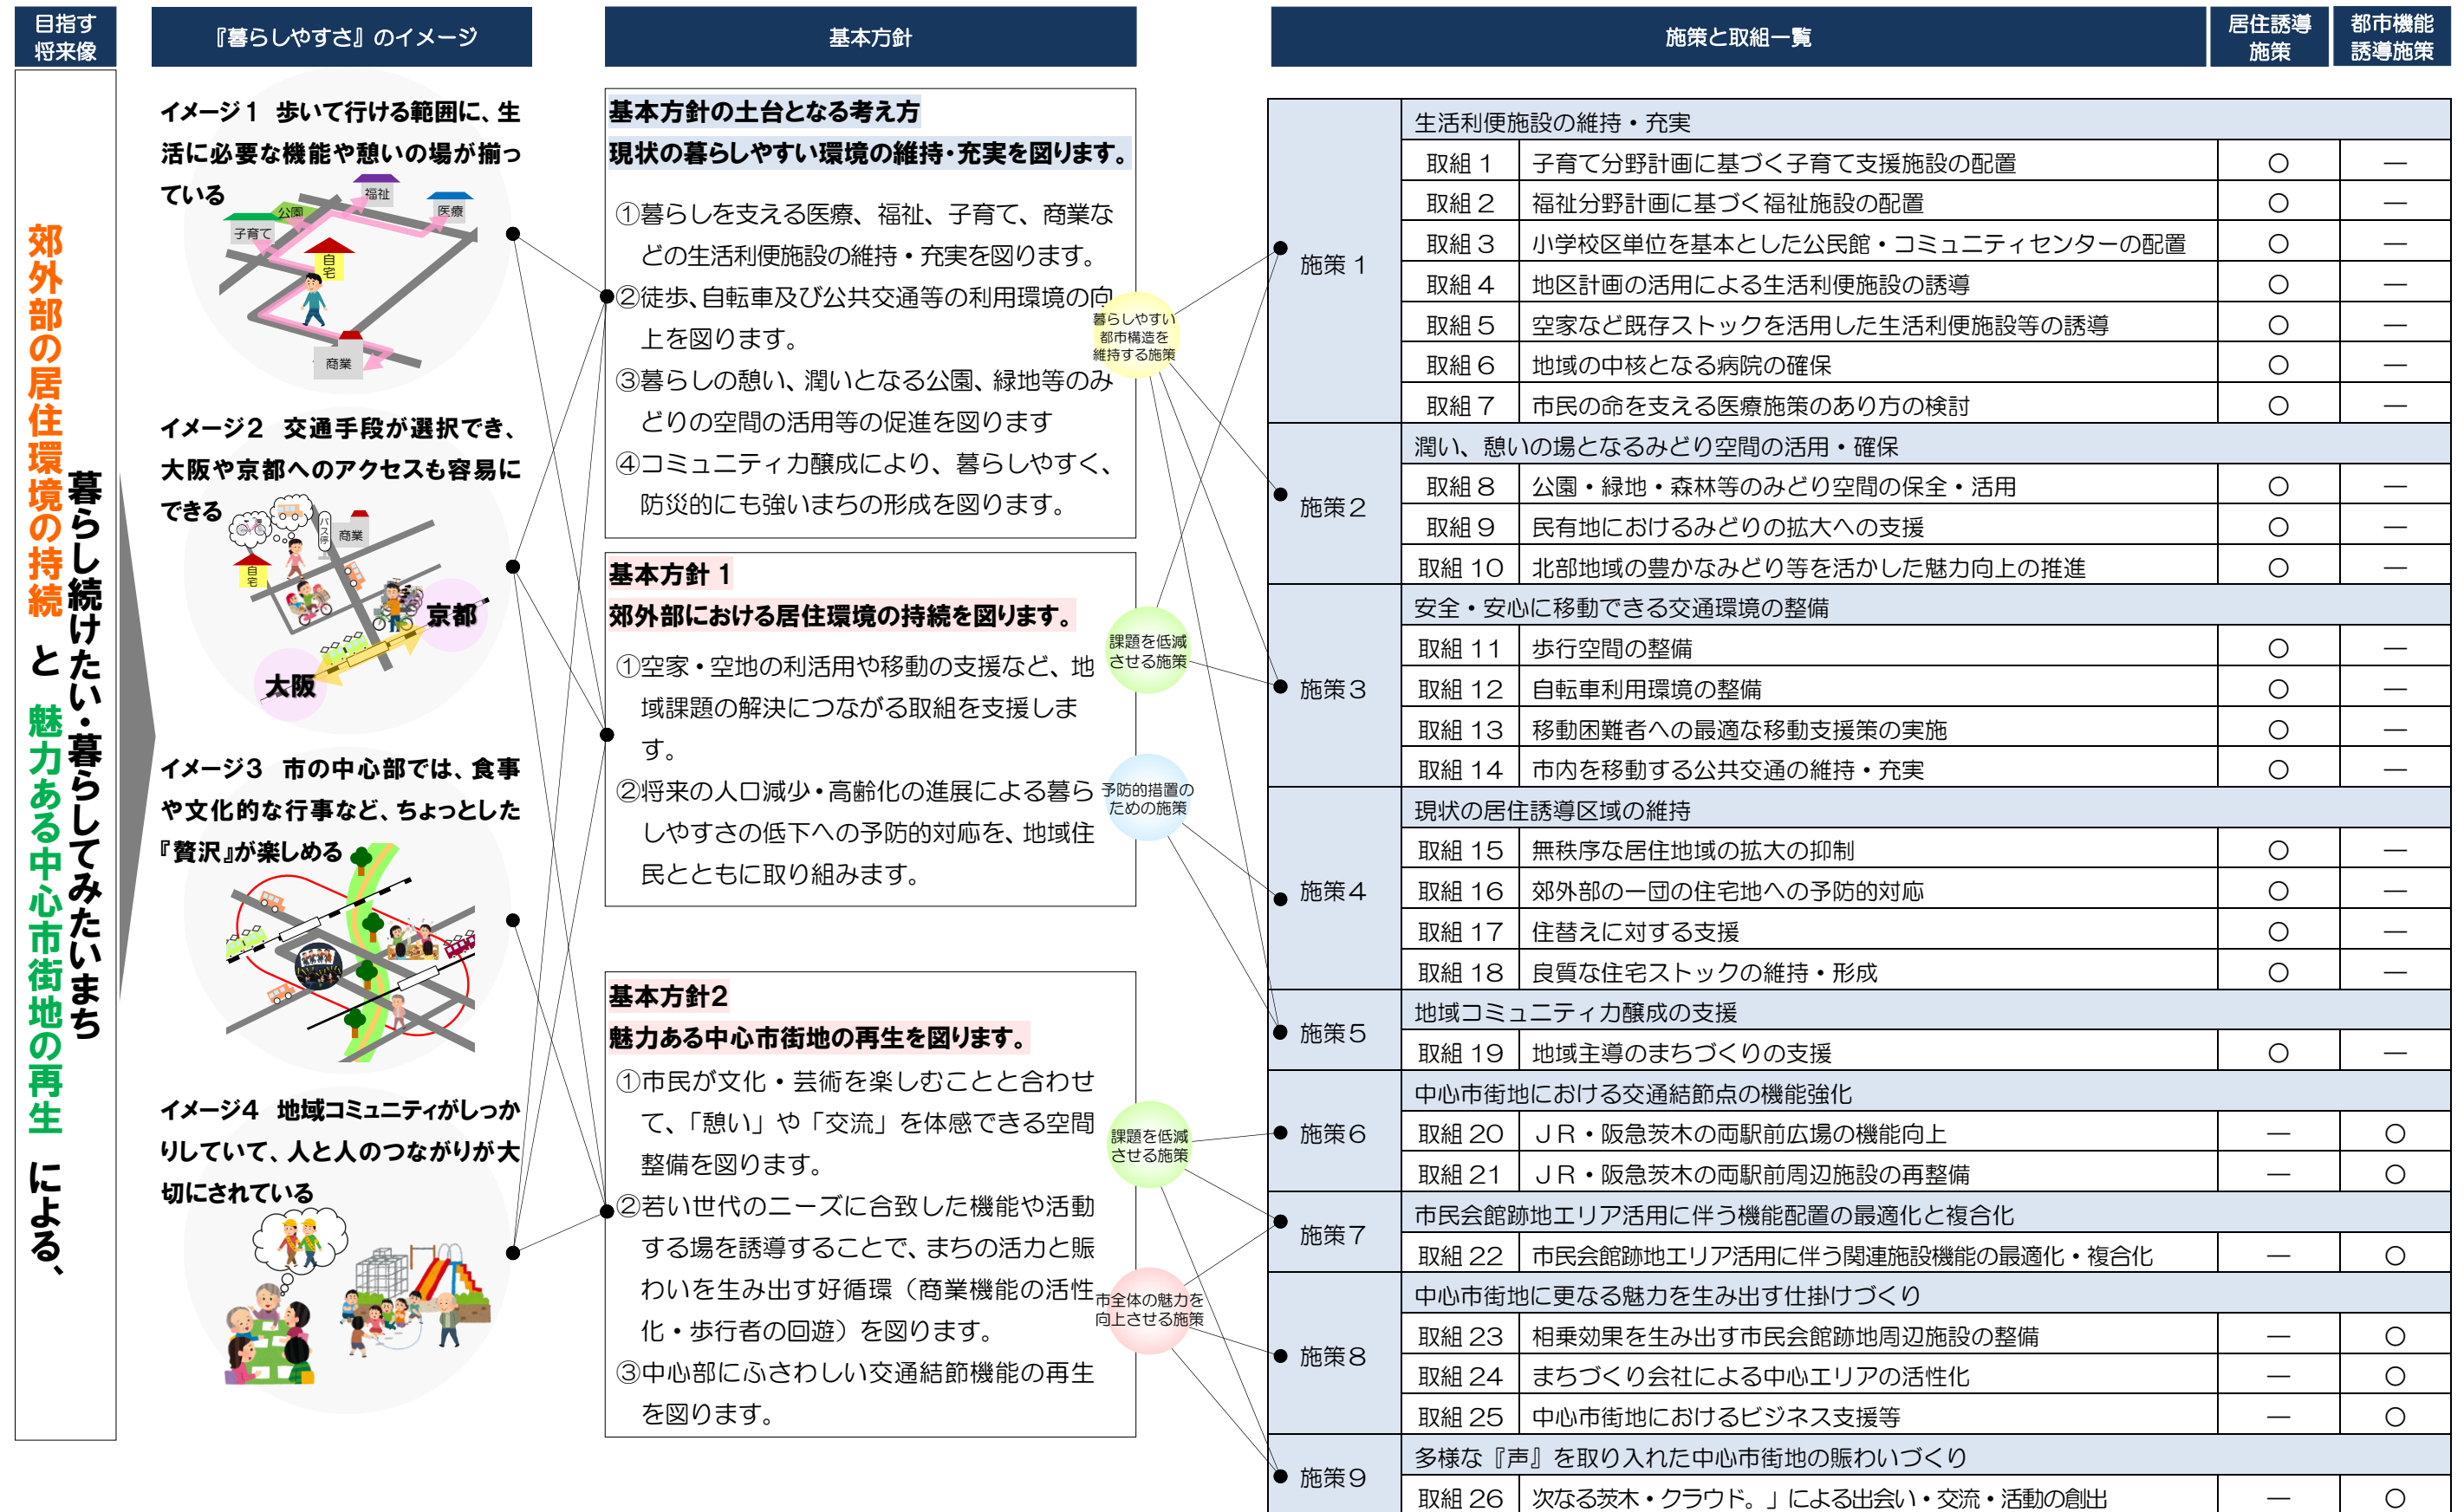 目指す
将来像
『暮らしやすさ』のイメージ
基本方針
施策と取組一覧
居住誘導
施策
都市機能
誘導施策
郊外部の居住環境の持続 と 魅力ある中心市街地の再生 による、
暮らし続けたい・暮らしてみたいまち
イメージ1 歩いて行ける範囲に、生
活に必要な機能や憩いの場が揃っ
ている
福祉
公園
医療
子育て
自宅
商業
イメージ2 交通手段が選択でき、
大阪や京都へのアクセスも容易に
できる
バス停
商業
自宅
京都
大阪
イメージ3 市の中心部では、食事
や文化的な行事など、ちょっとした
『贅沢』が楽しめる
イメージ4 地域コミュニティがしっか
りしていて、人と人のつながりが大
切にされている
基本方針の土台となる考え方
現状の暮らしやすい環境の維持・充実を図ります。
①暮らしを支える医療、福祉、子育て、商業な
どの生活利便施設の維持・充実を図ります。
②徒歩、自転車及び公共交通等の利用環境の向
上を図ります。
③暮らしの憩い、潤いとなる公園、緑地等のみ
どりの空間の活用等の促進を図ります
④コミュニティ力醸成により、暮らしやすく、
防災的にも強いまちの形成を図ります。
暮らしやすい
都市構造を
維持する施策
基本方針1
郊外部における居住環境の持続を図ります。
①空家・空地の利活用や移動の支援など、地
域課題の解決につながる取組を支援しま
す。
②将来の人口減少・高齢化の進展による暮ら
しやすさの低下への予防的対応を、地域住
民とともに取り組みます。
課題を低減
させる施策
予防的措置の
ための施策
基本方針2
魅力ある中心市街地の再生を図ります。
①市民が文化・芸術を楽しむことと合わせ
て、「憩い」や「交流」を体感できる空間
整備を図ります。
②若い世代のニーズに合致した機能や活動
する場を誘導することで、まちの活力と賑
わいを生み出す好循環（商業機能の活性
化・歩行者の回遊）を図ります。
③中心部にふさわしい交通結節機能の再生
を図ります。
課題を低減
させる施策
市全体の魅力を
向上させる施策
施策1
生活利便施設の維持・充実
取組1 子育て分野計画に基づく子育て支援施設の配置 ○ ―
取組2 福祉分野計画に基づく福祉施設の配置 ○ ―
取組3 小学校区単位を基本とした公民館・コミュニティセンターの配置 ○ ―
取組4 地区計画の活用による生活利便施設の誘導 ○ ―
取組5 空家など既存ストックを活用した生活利便施設等の誘導 ○ ―
取組6 地域の中核となる病院の確保 ○ ―
取組7 市民の命を支える医療施策のあり方の検討 ○ ―
施策2
潤い、憩いの場となるみどり空間の活用・確保
取組8 公園・緑地・森林等のみどり空間の保全・活用 ○ ―
取組9 民有地におけるみどりの拡大への支援 ○ ―
取組10 北部地域の豊かなみどり等を活かした魅力向上の推進 ○ ―
施策3
安全・安心に移動できる交通環境の整備
取組11 歩行空間の整備 ○ ―
取組12 自転車利用環境の整備 ○ ―
取組13 移動困難者への最適な移動支援策の実施 ○ ―
取組14 市内を移動する公共交通の維持・充実 ○ ―
施策4
現状の居住誘導区域の維持
取組15 無秩序な居住地域の拡大の抑制 ○ ―
取組16 郊外部の一団の住宅地への予防的対応 ○ ―
取組17 住替えに対する支援 ○ ―
取組18 良質な住宅ストックの維持・形成 ○ ―
施策5
地域コミュニティ力醸成の支援
取組19 地域主導のまちづくりの支援 ○ ―
施策6
中心市街地における交通結節点の機能強化
取組20 ＪＲ・阪急茨木の両駅前広場の機能向上 ― ○
取組21 ＪＲ・阪急茨木の両駅前周辺施設の再整備 ― ○
施策7
市民会館跡地エリア活用に伴う機能配置の最適化と複合化
取組22 市民会館跡地エリア活用に伴う関連施設機能の最適化・複合化 ― ○
施策8
中心市街地に更なる魅力を生み出す仕掛けづくり
取組23 相乗効果を生み出す市民会館跡地周辺施設の整備 ― ○
取組24 まちづくり会社による中心エリアの活性化 ― ○
取組25 中心市街地におけるビジネス支援等 ― ○
施策9
多様な『声』を取り入れた中心市街地の賑わいづくり
取組26 次なる茨木・クラウド。」による出会い・交流・活動の創出 ― ○